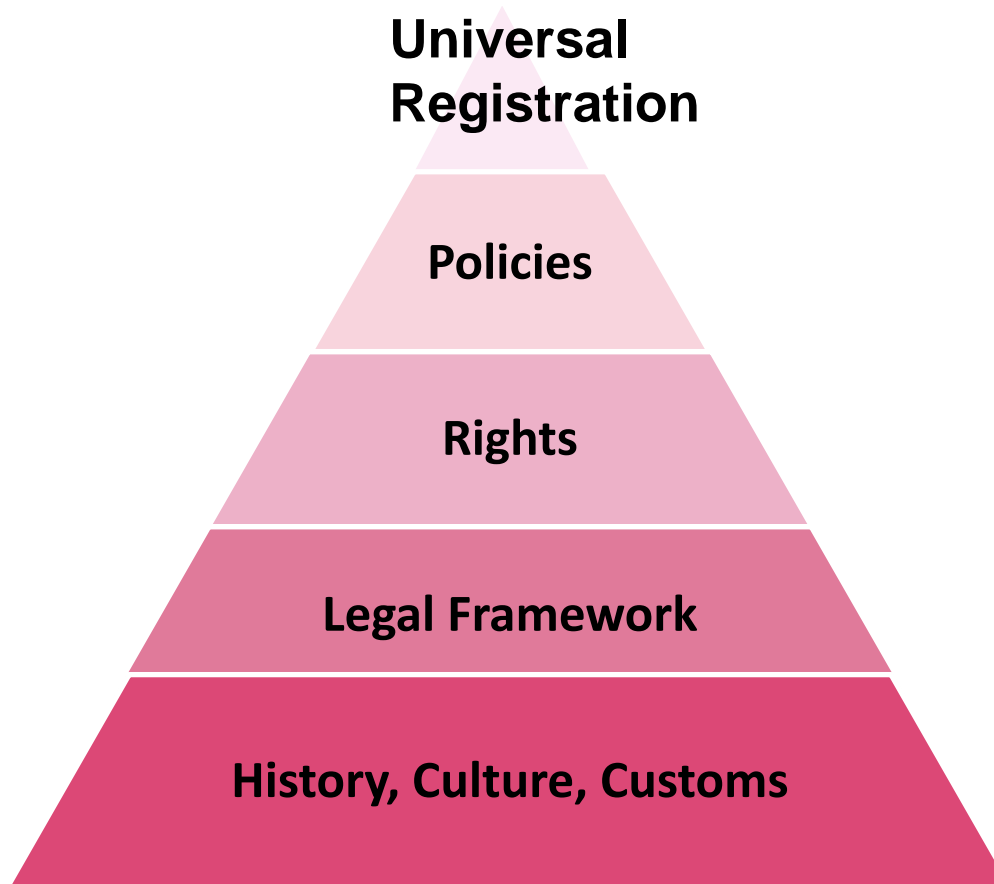 Universal
Registration
Policies
Rights
Legal Framework
History, Culture, Customs